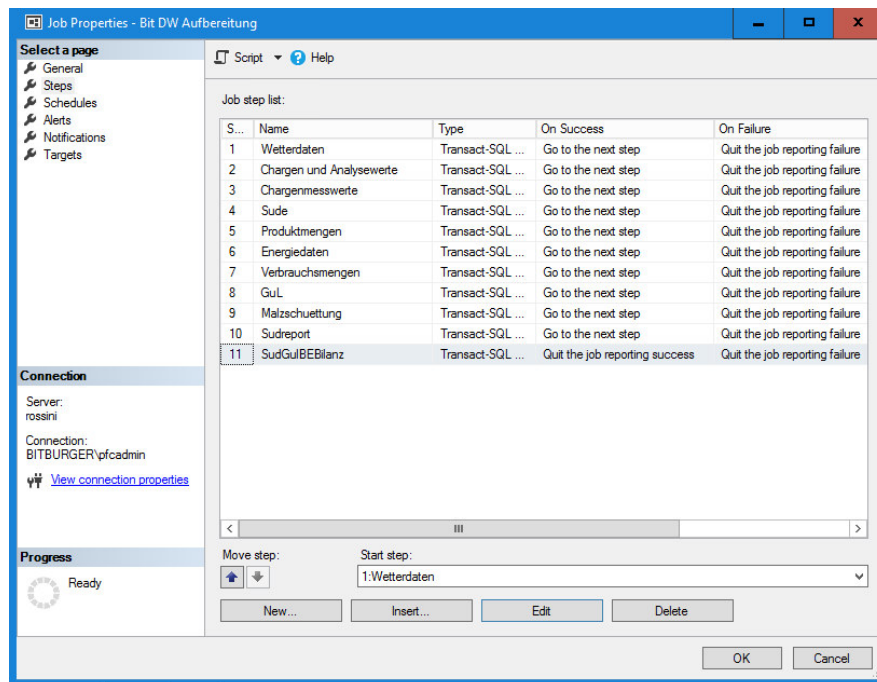 Job Properties - Bit DW Aufbereitung
Select a page
General
Steps
Schedules
Alerts
Notifications
Targets
Script
Help
Job step list:
S... Name Type On Success On Failure
1 Wetterdaten Transact-SQL ... Go to the next step Quit the job reporting failure
2 Chargen und Analysewerte Transact-SQL ... Go to the next step Quit the job reporting failure
3 Chargenmesswerte Transact-SQL ... Go to the next step Quit the job reporting failure
4 Sude Transact-SQL ... Go to the next step Quit the job reporting failure
5 Produktmengen Transact-SQL ... Go to the next step Quit the job reporting failure
6 Energiedaten Transact-SQL ... Go to the next step Quit the job reporting failure
7 Verbrauchsmengen Transact-SQL ... Go to the next step Quit the job reporting failure
8 GuL Transact-SQL ... Go to the next step Quit the job reporting failure
9 Malzschuettung Transact-SQL ... Go to the next step Quit the job reporting failure
10 Sudreport Transact-SQL ... Go to the next step Quit the job reporting failure
11 SudGulBEBilanz Transact-SQL ... Quit the job reporting success Quit the job reporting failure
Connection
Server:
rossini
Connection:
BITBURGER\pfcadmin
View connection properties
Progress
Ready
Move step:
Start step:
1:Wetterdaten
New...
Insert...
Edit
Delete
OK
Cancel